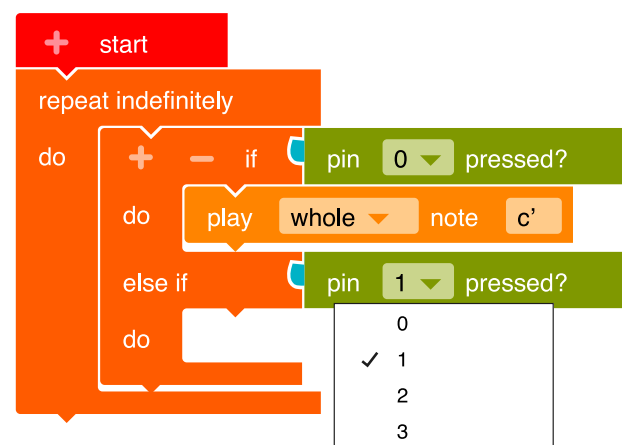 + start
repeat indefinitely
do + − if pin 0 pressed?
do play whole note c’
else if pin 1 pressed?
do
0
✓ 1
2
3